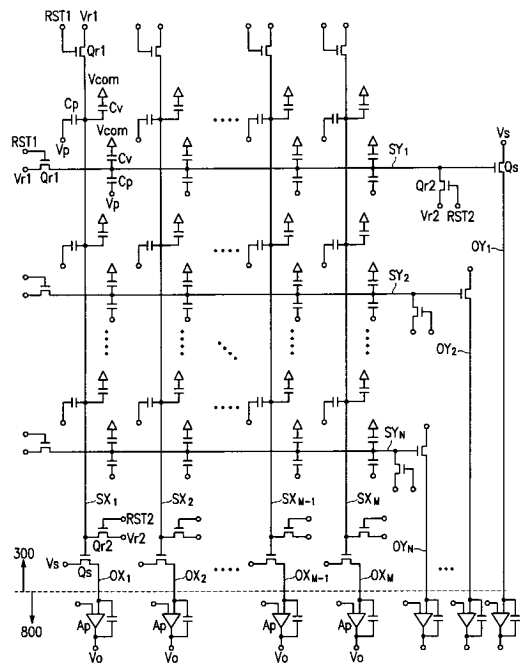 RST1 Vr1
Qr1
Vcom
Cp Cv
Vcom
RST1 Vp Cv SY1 Vs
Vr1 Qr1 Cp Qr2 Qs
Vp Vr2 RST2
OY1
SY2
OY2
SYN
SX1 SX2 SXM-1 SXM
RST2
Qr2 Vr2
OYN
Vs Qs
300 OX1 OX2 OXM-1 OXM
800
Ap Ap Ap Ap
Vo Vo Vo Vo